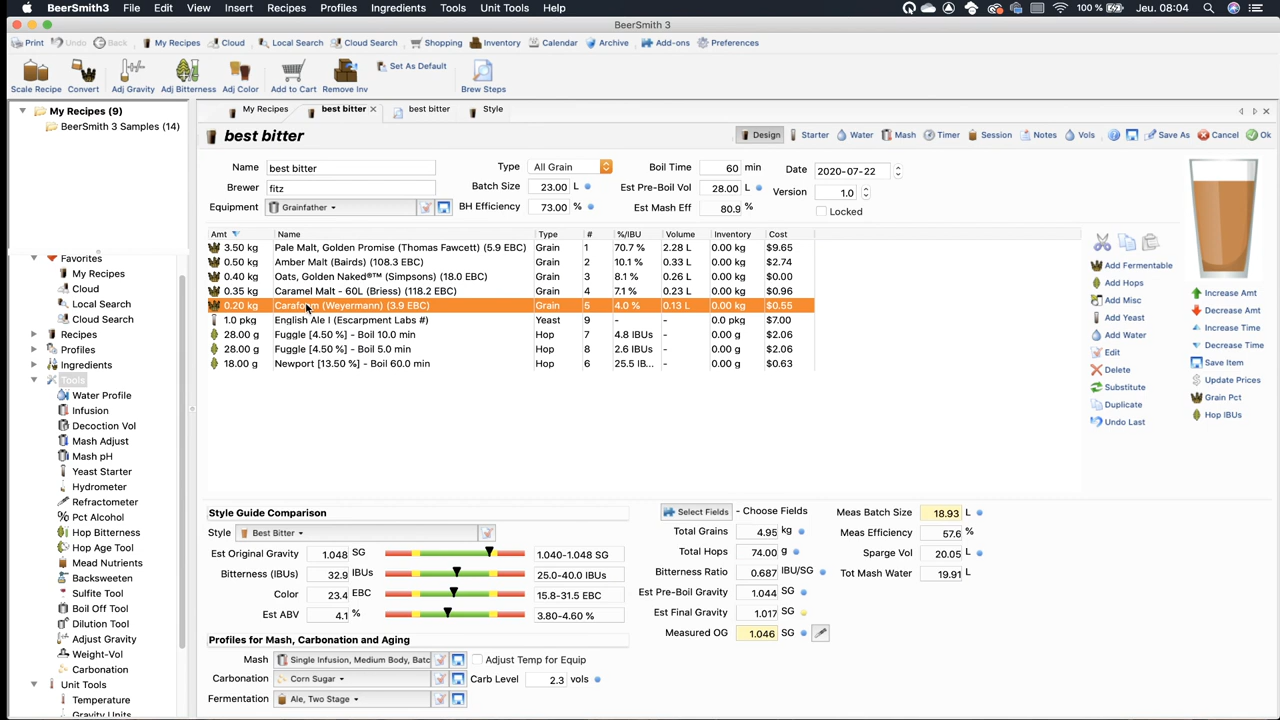 BeerSmith3 File Edit View Insert Recipes Profiles Ingredients Tools Unit Tools Help 100 % Jeu. 08:04
BeerSmith 3
Print Undo Back My Recipes Cloud Local Search Cloud Search Shopping Inventory Calendar Archive Add-ons Preferences
Set As Default
Scale Recipe Convert Adj Gravity Adj Bitterness Adj Color Add to Cart Remove Inv Brew Steps
My Recipes (9)
BeerSmith 3 Samples (14)
Favorites
My Recipes
Cloud
Local Search
Cloud Search
Recipes
Profiles
Ingredients
Tools
Water Profile
Infusion
Decoction Vol
Mash Adjust
Mash pH
Yeast Starter
Hydrometer
Refractometer
Pct Alcohol
Hop Bitterness
Hop Age Tool
Mead Nutrients
Backsweeten
Sulfite Tool
Boil Off Tool
Dilution Tool
Adjust Gravity
Weight-Vol
Carbonation
Unit Tools
Temperature
Gravity Units
My Recipes best bitter best bitter Style
best bitter Design Starter Water Mash Timer Session Notes Vols Save As Cancel Ok
Name best bitter Type All Grain Boil Time 60 min Date 2020-07-22
Brewer fitz Batch Size 23.00 L Est Pre-Boil Vol 28.00 L Version 1.0
Equipment Grainfather BH Efficiency 73.00 % Est Mash Eff 80.9 % Locked
Amt Name Type # %/IBU Volume Inventory Cost
3.50 kg Pale Malt, Golden Promise (Thomas Fawcett) (5.9 EBC) Grain 1 70.7 % 2.28 L 0.00 kg $9.65
0.50 kg Amber Malt (Bairds) (108.3 EBC) Grain 2 10.1 % 0.33 L 0.00 kg $2.74
0.40 kg Oats, Golden Naked®™ (Simpsons) (18.0 EBC) Grain 3 8.1 % 0.26 L 0.00 kg $0.00
0.35 kg Caramel Malt - 60L (Briess) (118.2 EBC) Grain 4 7.1 % 0.23 L 0.00 kg $0.96
0.20 kg Carafoam (Weyermann) (3.9 EBC) Grain 5 4.0 % 0.13 L 0.00 kg $0.55
1.0 pkg English Ale I (Escarpment Labs #) Yeast 9 - - 0.0 pkg $7.00
28.00 g Fuggle [4.50 %] - Boil 10.0 min Hop 7 4.8 IBUs - 0.00 g $2.06
28.00 g Fuggle [4.50 %] - Boil 5.0 min Hop 8 2.6 IBUs - 0.00 g $2.06
18.00 g Newport [13.50 %] - Boil 60.0 min Hop 6 25.5 IB... - 0.00 g $0.63
Add Fermentable
Add Hops
Add Misc
Add Yeast
Add Water
Edit
Delete
Substitute
Duplicate
Undo Last
Increase Amt
Decrease Amt
Increase Time
Decrease Time
Save Item
Update Prices
Grain Pct
Hop IBUs
Style Guide Comparison
Style Best Bitter
Est Original Gravity 1.048 SG 1.040-1.048 SG
Bitterness (IBUs) 32.9 IBUs 25.0-40.0 IBUs
Color 23.4 EBC 15.8-31.5 EBC
Est ABV 4.1 % 3.80-4.60 %
Select Fields - Choose Fields
Total Grains 4.95 kg
Total Hops 74.00 g
Bitterness Ratio 0.687 IBU/SG
Est Pre-Boil Gravity 1.044 SG
Est Final Gravity 1.017 SG
Measured OG 1.046 SG
Meas Batch Size 18.93 L
Meas Efficiency 57.6 %
Sparge Vol 20.05 L
Tot Mash Water 19.91 L
Profiles for Mash, Carbonation and Aging
Mash Single Infusion, Medium Body, Batc Adjust Temp for Equip
Carbonation Corn Sugar Carb Level 2.3 vols
Fermentation Ale, Two Stage